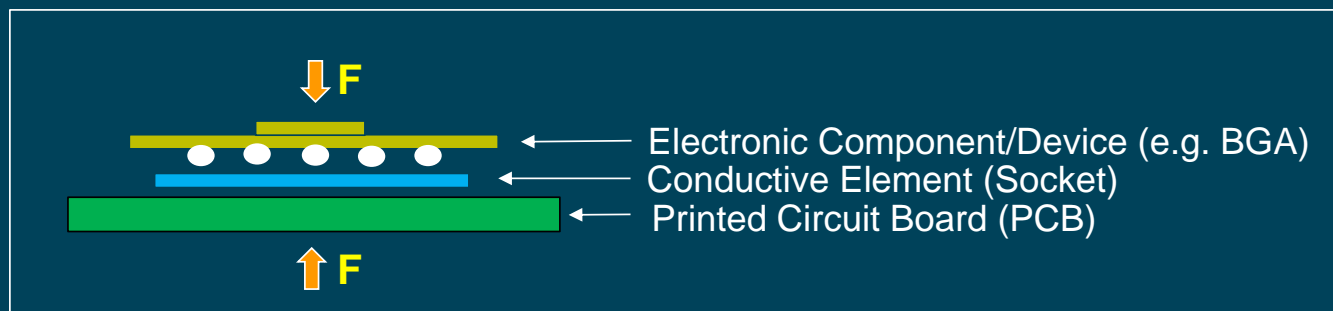 F
Electronic Component/Device (e.g. BGA)
Conductive Element (Socket)
Printed Circuit Board (PCB)
F